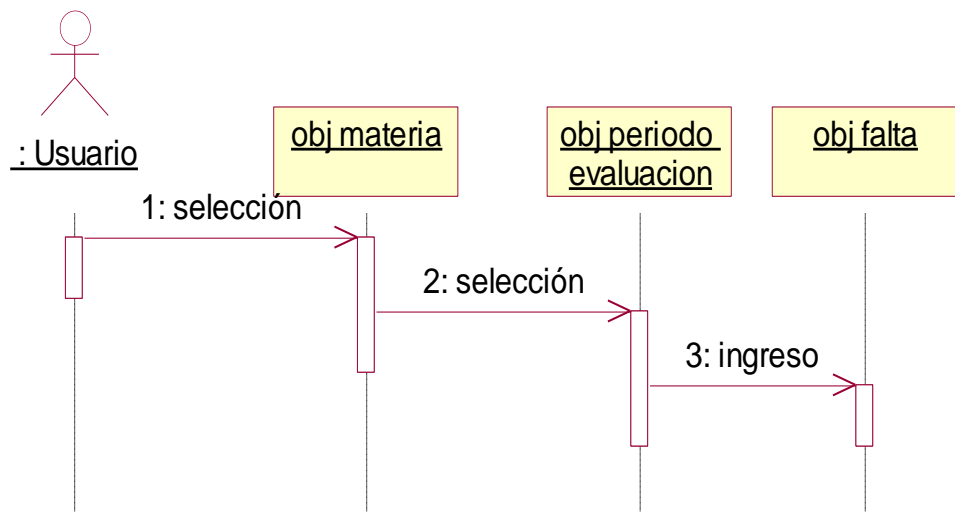 : Usuario
obj materia
obj periodo
evaluacion
obj falta
1: selección
2: selección
3: ingreso